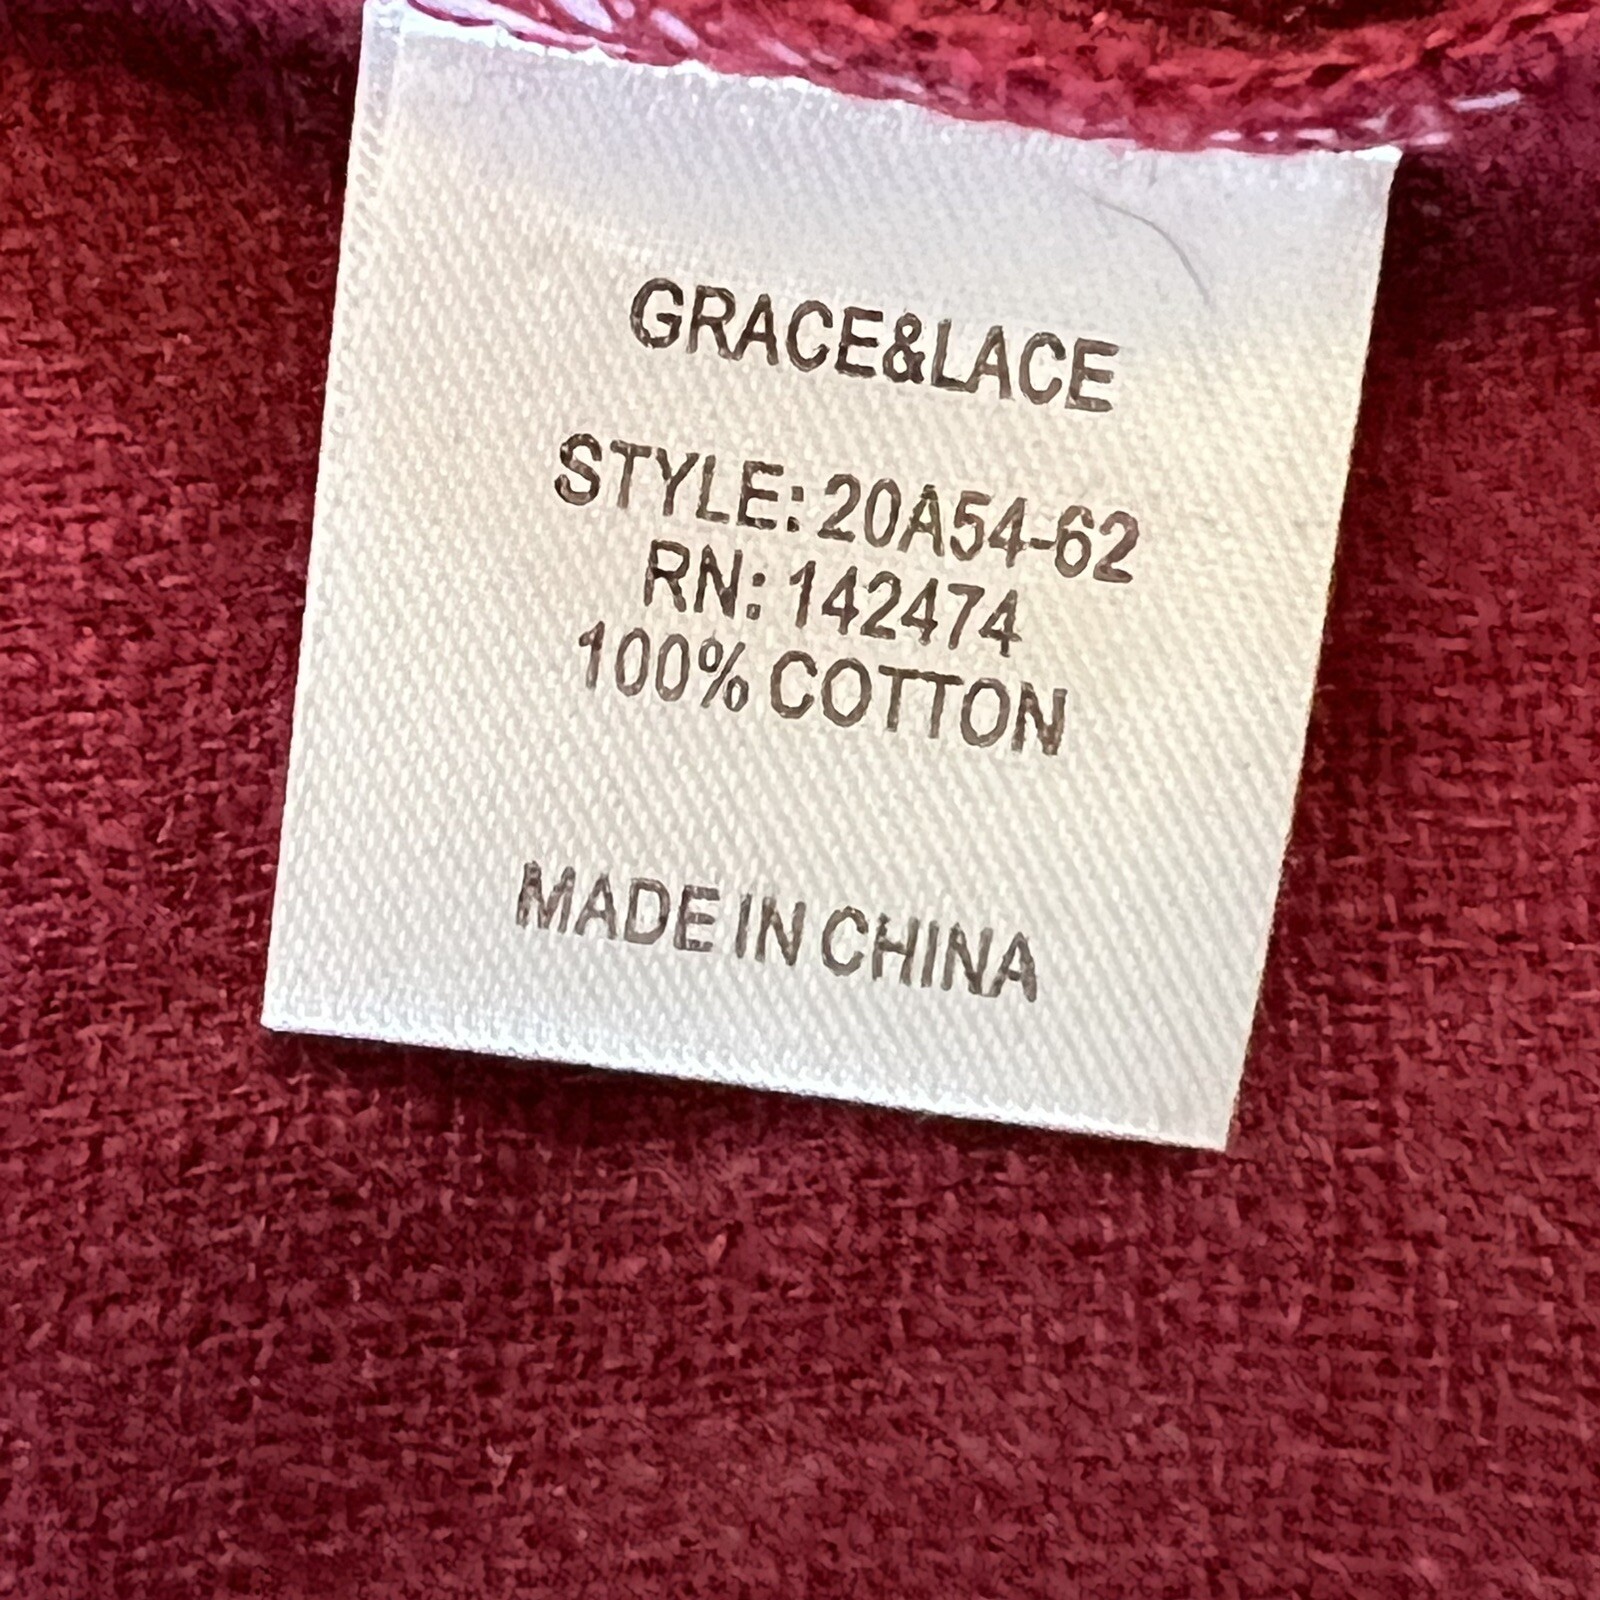 GRACE&LACE
STYLE: 20A54-62
RN: 142474
100% COTTON
MADE IN CHINA